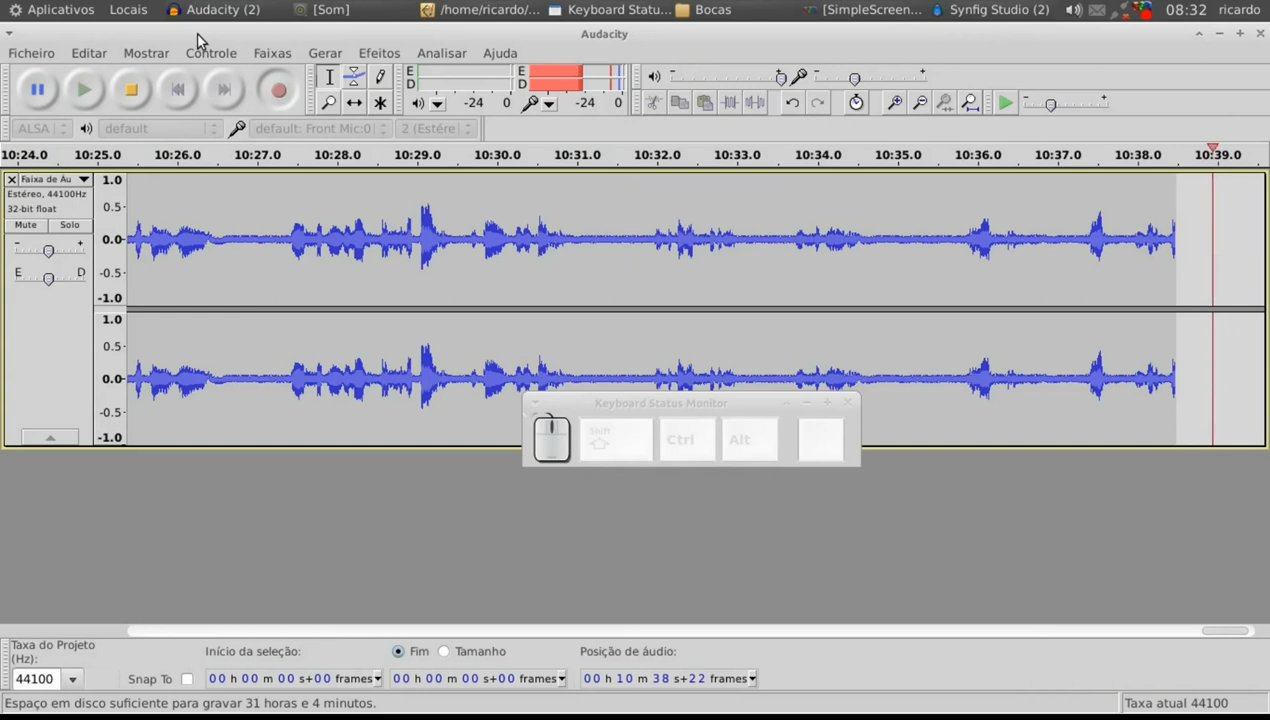 Aplicativos Locais Audacity (2) [Som] /home/ricardo/... Keyboard Statu... Bocas [SimpleScreen... Synfig Studio (2) 08:32 ricardo
Audacity
Ficheiro Editar Mostrar Controle Faixas Gerar Efeitos Analisar Ajuda
E E
D D
-24 0 -24 0
ALSA default default: Front Mic:0 2 (Estére
10:24.0 10:25.0 10:26.0 10:27.0 10:28.0 10:29.0 10:30.0 10:31.0 10:32.0 10:33.0 10:34.0 10:35.0 10:36.0 10:37.0 10:38.0 10:39.0
Faixa de Áu
Estéreo, 44100Hz
32-bit float
Mute Solo
- +
E D
1.0
0.5-
0.0-
-0.5-
-1.0
1.0
0.5-
0.0-
-0.5-
-1.0
Keyboard Status Monitor
Shift Ctrl Alt
Taxa do Projeto
(Hz):
Início da seleção: Fim Tamanho Posição de áudio:
44100 Snap To 00 h 00 m 00 s+00 frames 00 h 00 m 00 s+00 frames 00 h 10 m 38 s+22 frames
Espaço em disco suficiente para gravar 31 horas e 4 minutos. Taxa atual 44100